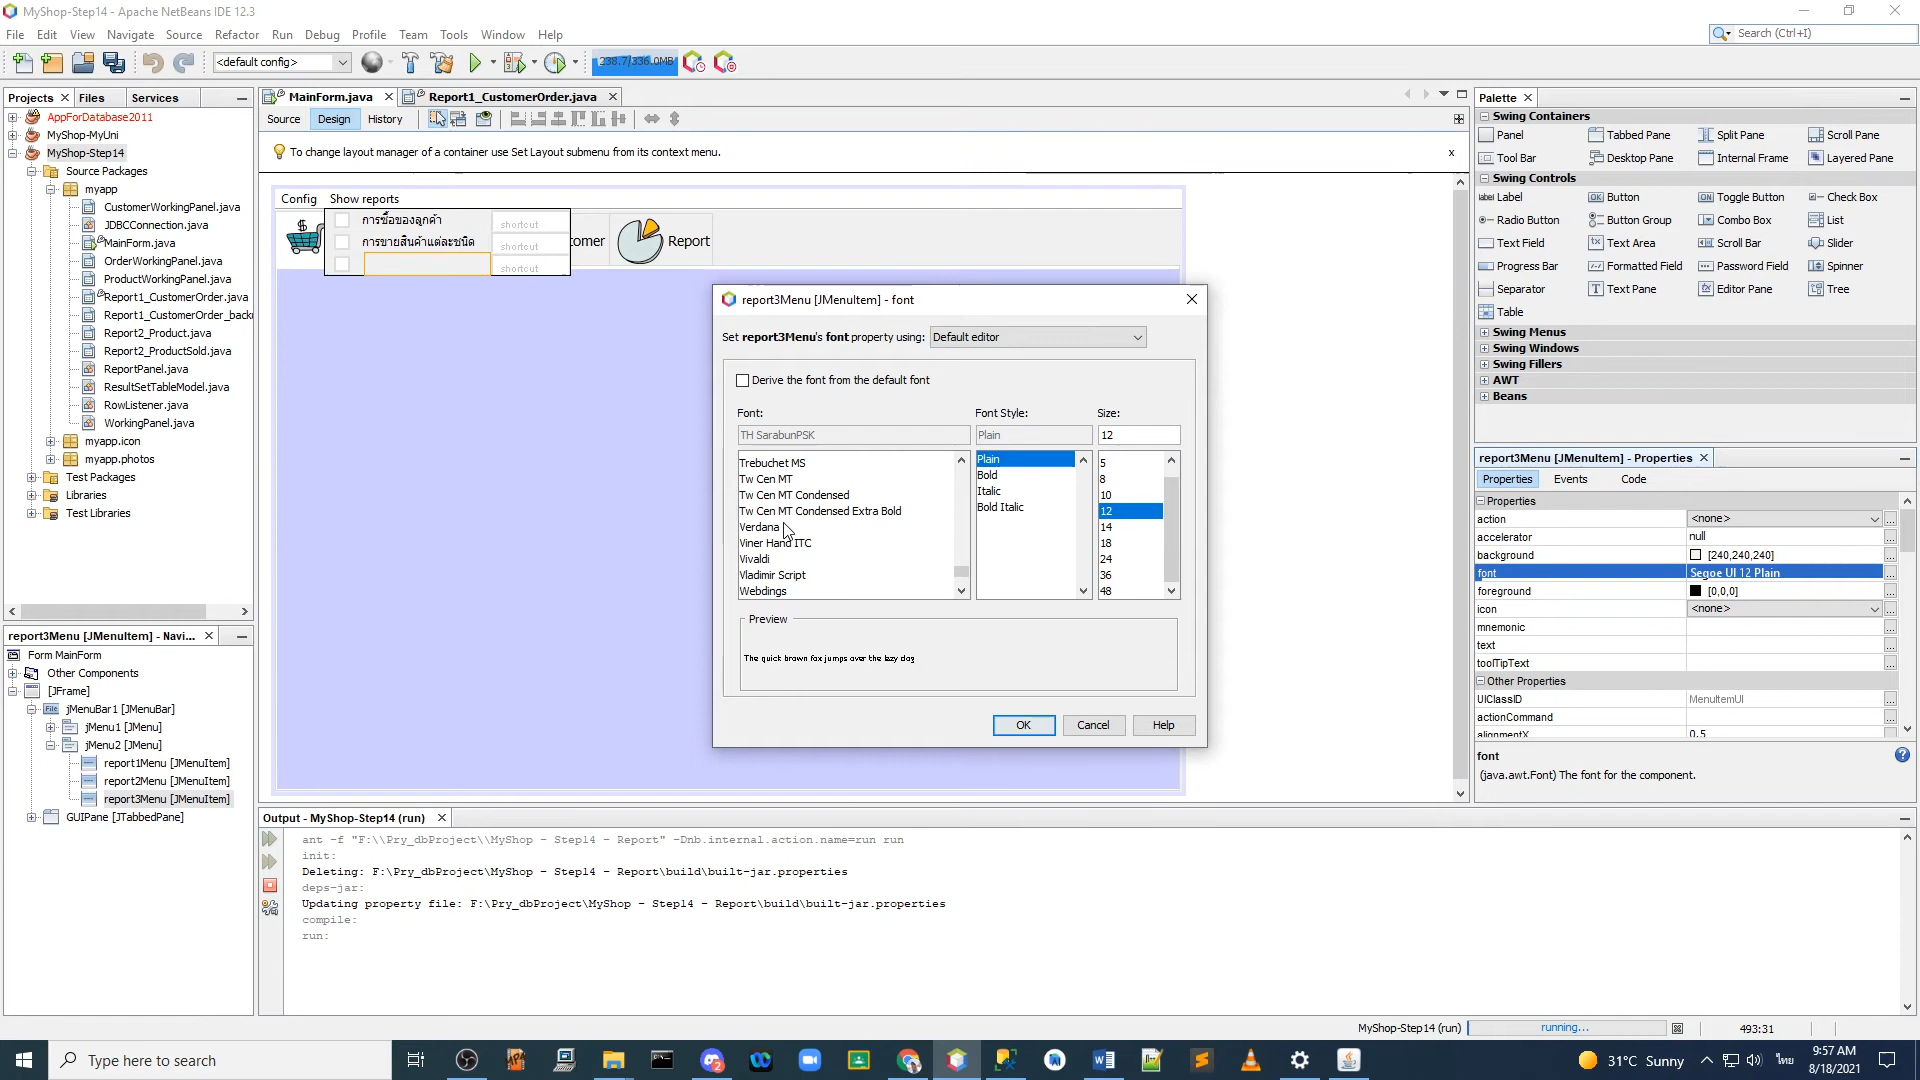 MyShop-Step14 - Apache NetBeans IDE 12.3
File Edit View Navigate Source Refactor Run Debug Profile Team Tools Window Help
Search (Ctrl+I)
<default config>
238.7/336.0MB
Projects Files Services
AppForDatabase2011
MyShop-MyUni
MyShop-Step14
Source Packages
myapp
CustomerWorkingPanel.java
JDBCConnection.java
MainForm.java
OrderWorkingPanel.java
ProductWorkingPanel.java
Report1_CustomerOrder.java
Report1_CustomerOrder_back
Report2_Product.java
Report2_ProductSold.java
ReportPanel.java
ResultSetTableModel.java
RowListener.java
WorkingPanel.java
myapp.icon
myapp.photos
Test Packages
Libraries
Test Libraries
report3Menu [JMenuItem] - Navi...
Form MainForm
Other Components
[JFrame]
jMenuBar1 [JMenuBar]
jMenu1 [JMenu]
jMenu2 [JMenu]
report1Menu [JMenuItem]
report2Menu [JMenuItem]
report3Menu [JMenuItem]
GUIPane [JTabbedPane]
MainForm.java Report1_CustomerOrder.java
Source Design History
To change layout manager of a container use Set Layout submenu from its context menu. x
Config Show reports
การซื้อของลูกค้า shortcut
การขายสินค้าแต่ละชนิด shortcut
shortcut
tomer Report
report3Menu [JMenuItem] - font
Set report3Menu's font property using: Default editor
Derive the font from the default font
Font: Font Style: Size:
TH SarabunPSK Plain 12
Trebuchet MS
Tw Cen MT
Tw Cen MT Condensed
Tw Cen MT Condensed Extra Bold
Verdana
Viner Hand ITC
Vivaldi
Vladimir Script
Webdings
Plain
Bold
Italic
Bold Italic
5
8
10
12
14
18
24
36
48
Preview
The quick brown fox jumps over the lazy dog
OK Cancel Help
Palette
Swing Containers
Panel Tabbed Pane Split Pane Scroll Pane
Tool Bar Desktop Pane Internal Frame Layered Pane
Swing Controls
Label Button Toggle Button Check Box
Radio Button Button Group Combo Box List
Text Field Text Area Scroll Bar Slider
Progress Bar Formatted Field Password Field Spinner
Separator Text Pane Editor Pane Tree
Table
Swing Menus
Swing Windows
Swing Fillers
AWT
Beans
report3Menu [JMenuItem] - Properties
Properties Events Code
Properties
action <none>
accelerator null
background [240,240,240]
font Segoe UI 12 Plain
foreground [0,0,0]
icon <none>
mnemonic
text
toolTipText
Other Properties
UIClassID MenuItemUI
actionCommand
alignmentX 0.5
font
(java.awt.Font) The font for the component.
Output - MyShop-Step14 (run)
ant -f "F:\\Pry_dbProject\\MyShop - Step14 - Report" -Dnb.internal.action.name=run run
init:
Deleting: F:\Pry_dbProject\MyShop - Step14 - Report\build\built-jar.properties
deps-jar:
Updating property file: F:\Pry_dbProject\MyShop - Step14 - Report\build\built-jar.properties
compile:
run:
MyShop-Step14 (run) running... 493:31
Type here to search
31°C Sunny
ไทย
9:57 AM
8/18/2021